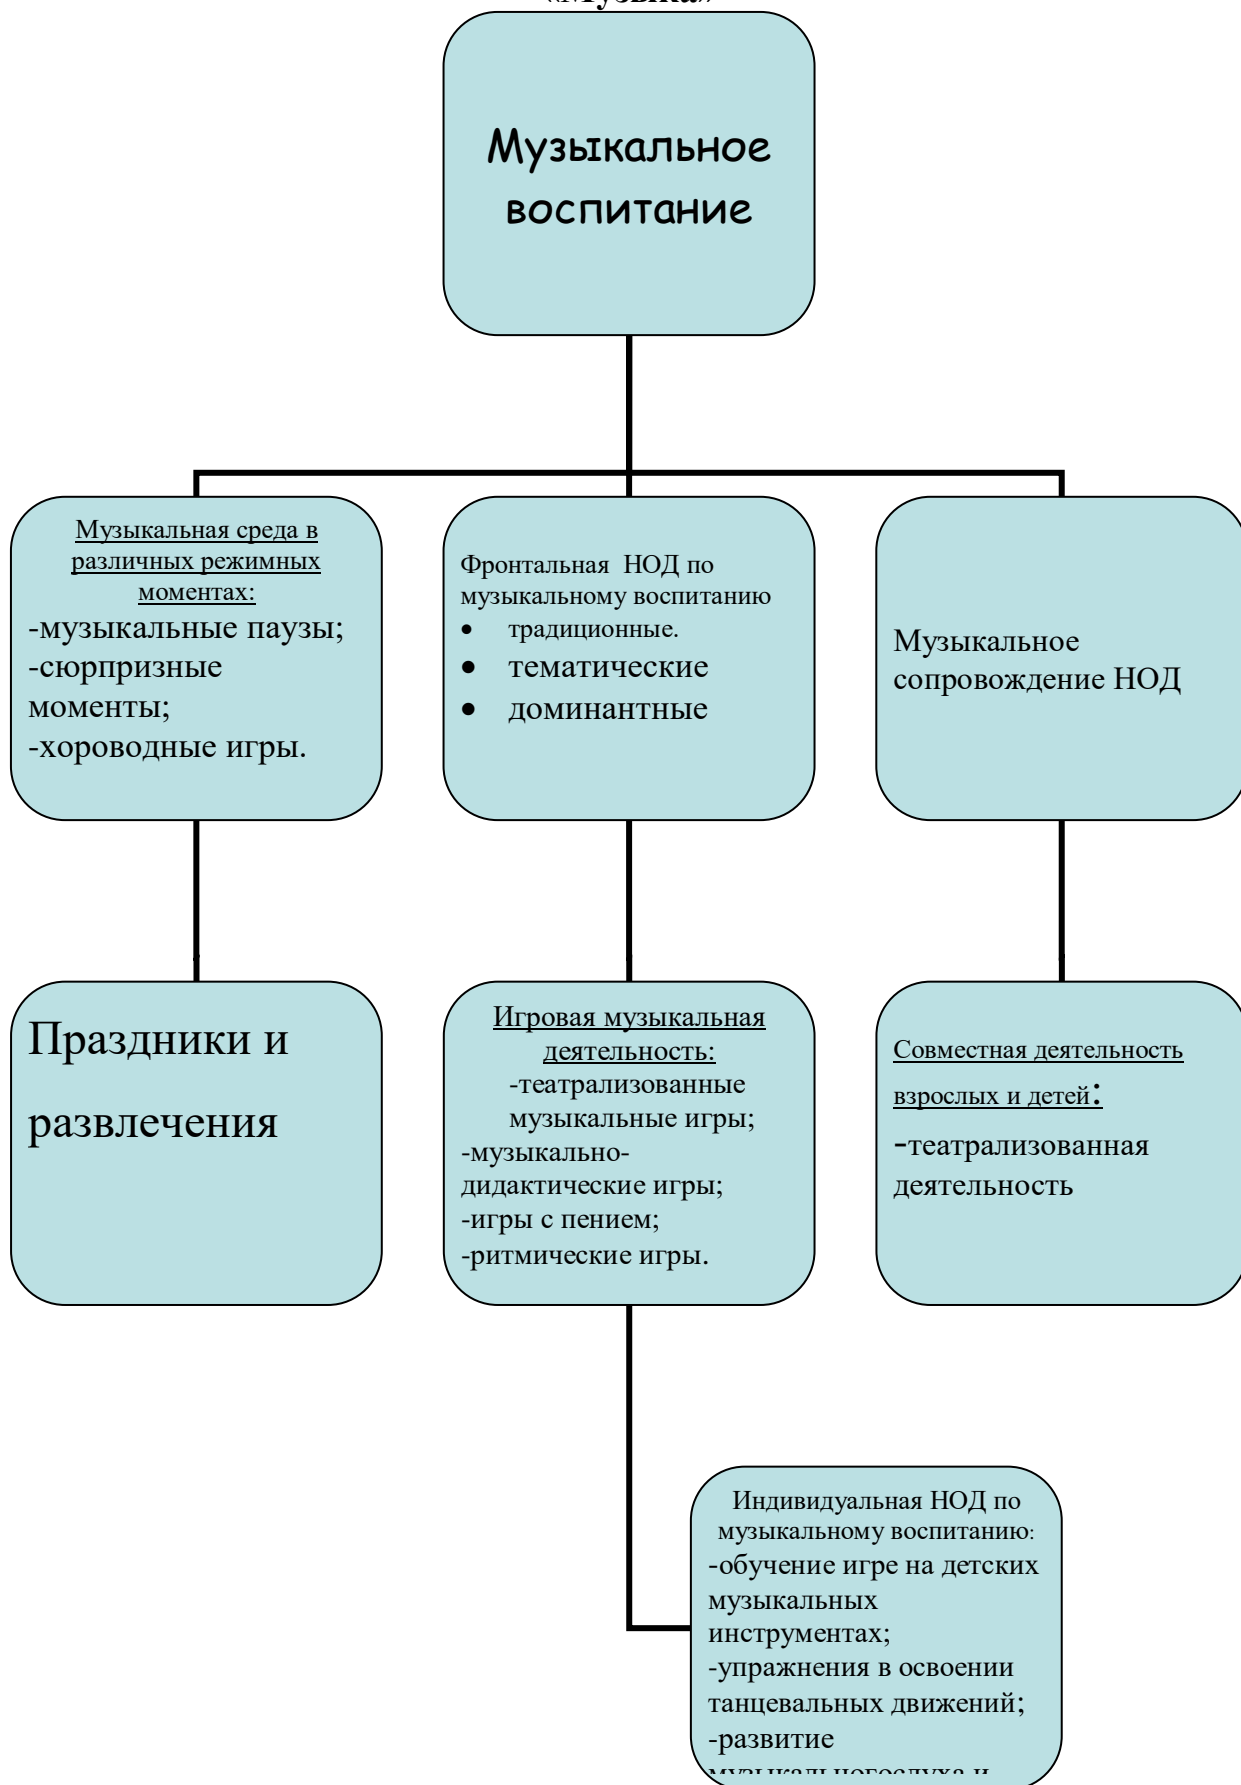 «Музыка»
Музыкальное
воспитание
Музыкальная среда в
различных режимных
моментах:
-музыкальные паузы;
-сюрпризные
моменты;
-хороводные игры.
Фронтальная НОД по
музыкальному воспитанию
• традиционные.
• тематические
• доминантные
Музыкальное
сопровождение НОД
Праздники и
развлечения
Игровая музыкальная
деятельность:
-театрализованные
музыкальные игры;
-музыкально-
дидактические игры;
-игры с пением;
-ритмические игры.
Совместная деятельность
взрослых и детей:
-театрализованная
деятельность
Индивидуальная НОД по
музыкальному воспитанию:
-обучение игре на детских
музыкальных
инструментах;
-упражнения в освоении
танцевальных движений;
-развитие
музыкальногослуха и